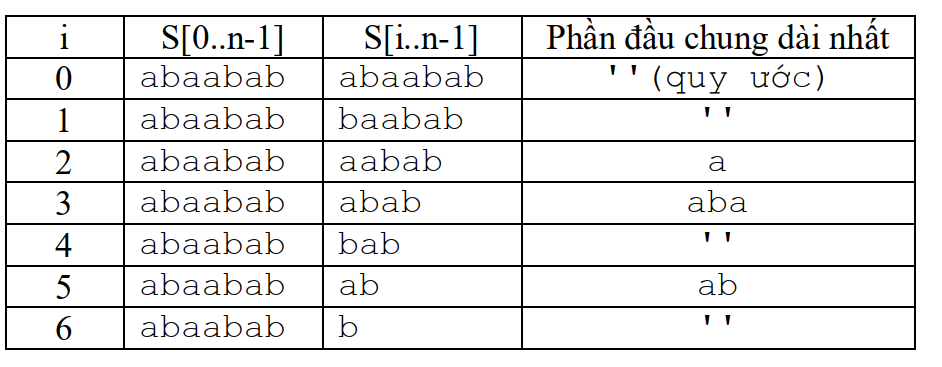 i S[0..n-1] S[i..n-1] Phần đầu chung dài nhất
0 abaabab abaabab ''(quy ước)
1 abaabab baabab ''
2 abaabab aabab a
3 abaabab abab aba
4 abaabab bab ''
5 abaabab ab ab
6 abaabab b ''